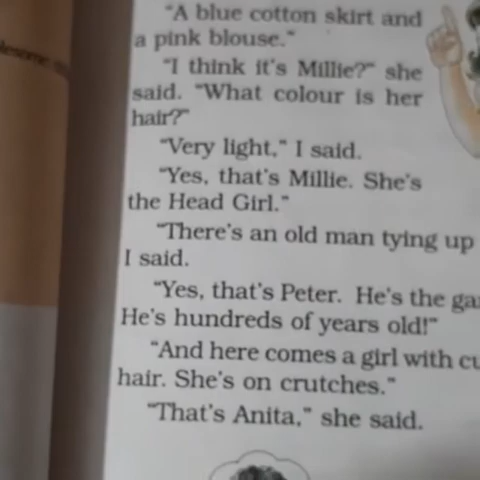 "A blue cotton skirt and
a pink blouse."
"I think it's Millie?" she
said. "What colour is her
hair?"
"Very light," I said.
"Yes, that's Millie. She's
the Head Girl."
"There's an old man tying up
I said.
"Yes, that's Peter. He's the
He's hundreds of years old!"
"And here comes a girl with
hair. She's on crutches."
"That's Anita," she said.